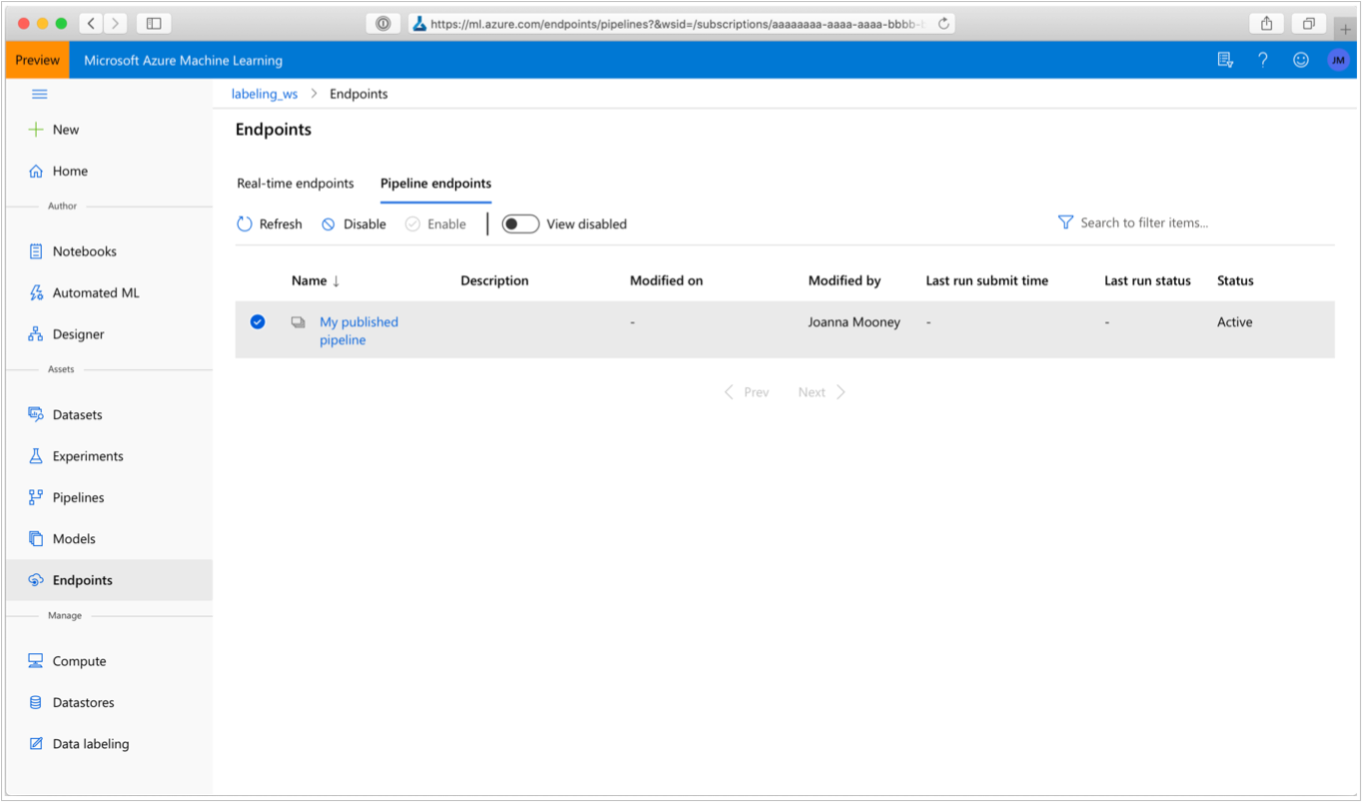 https://ml.azure.com/endpoints/pipelines?&wsid=/subscriptions/aaaaaaaa-aaaa-aaaa-bbbb-
Preview Microsoft Azure Machine Learning JM
labeling_ws > Endpoints
New
Home
Author
Notebooks
Automated ML
Designer
Assets
Datasets
Experiments
Pipelines
Models
Endpoints
Manage
Compute
Datastores
Data labeling
Endpoints
Real-time endpoints Pipeline endpoints
Refresh Disable Enable | View disabled Search to filter items...
Name ↓ Description Modified on Modified by Last run submit time Last run status Status
My published - Joanna Mooney - - Active
pipeline
< Prev Next >